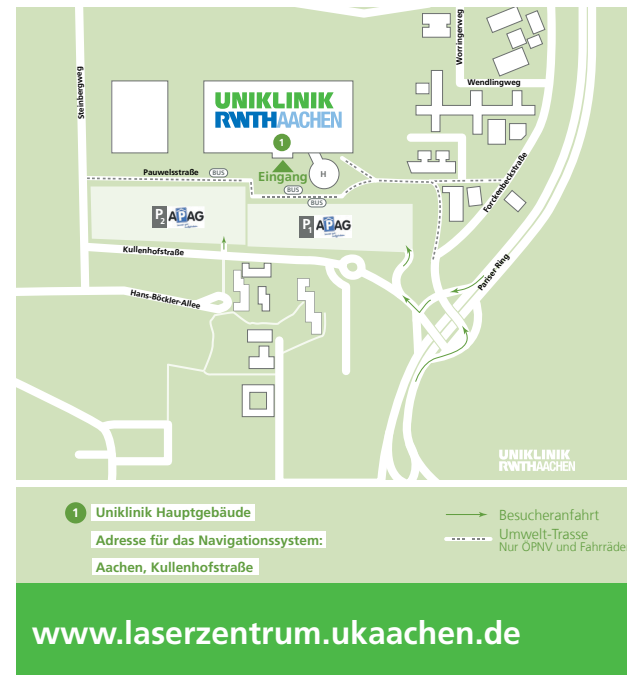 Worringerweg
Steinbergweg
Wendlingweg
UNIKLINIK
RWTHAACHEN
1
Eingang
H
Pauwelsstraße
BUS
BUS
BUS
Forckenbeckstraße
P2 APAG
P1 APAG
Kullenhofstraße
Pariser Ring
Hans-Böckler-Allee
UNIKLINIK
RWTHAACHEN
1 Uniklinik Hauptgebäude
Adresse für das Navigationssystem:
Aachen, Kullenhofstraße
Besucheranfahrt
Umwelt-Trasse
Nur ÖPNV und Fahrräde
www.laserzentrum.ukaachen.de